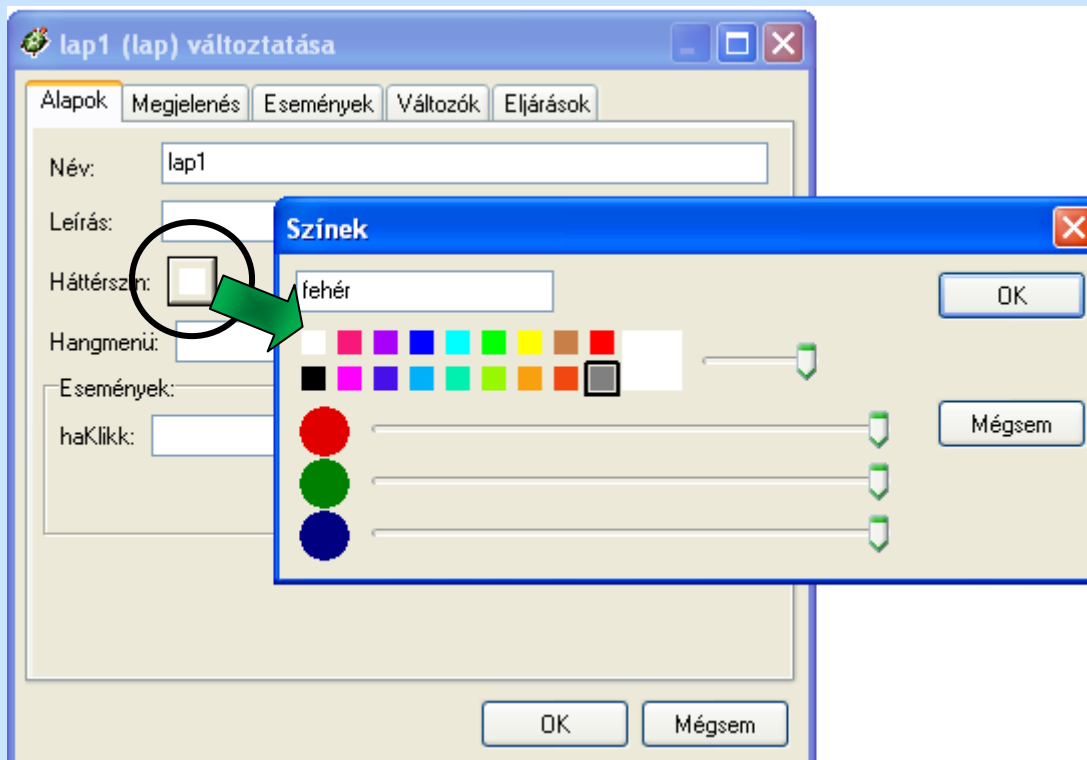 lap1 (lap) változtatása
Alapok Megjelenés Események Változók Eljárások
Név: lap1
Leírás:
Színek
Háttérszín:
fehér
OK
Hangmenü:
Események:
haKlikk:
Mégsem
OK Mégsem